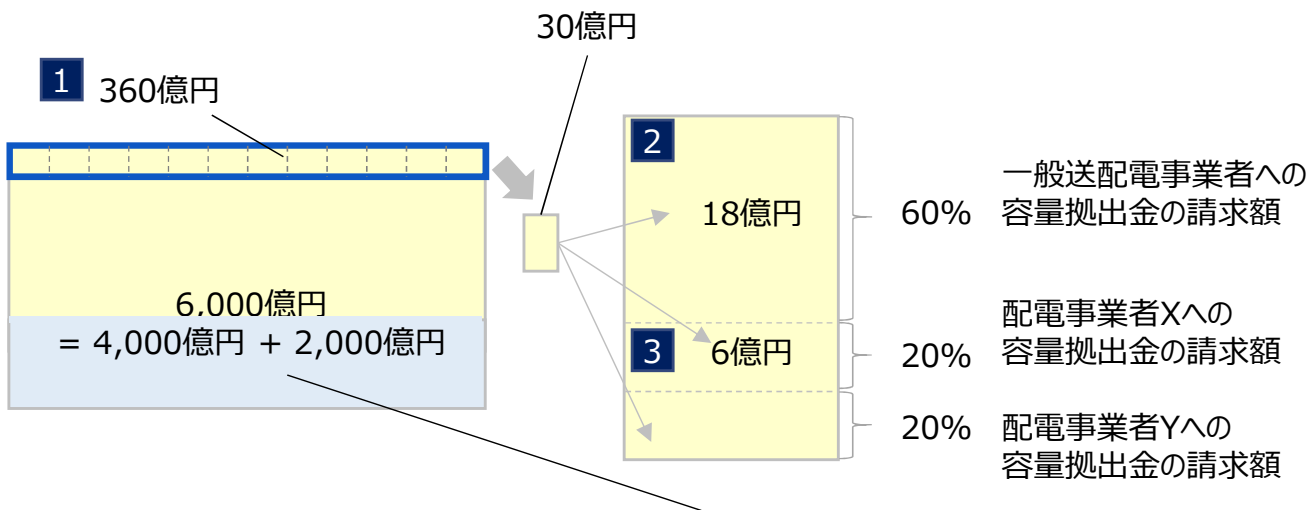 30億円
1
360億円
6,000億円
= 4,000億円 + 2,000億円
2
18億円
60%
一般送配電事業者への
容量拠出金の請求額
3
6億円
20%
配電事業者Xへの
容量拠出金の請求額
20%
配電事業者Yへの
容量拠出金の請求額